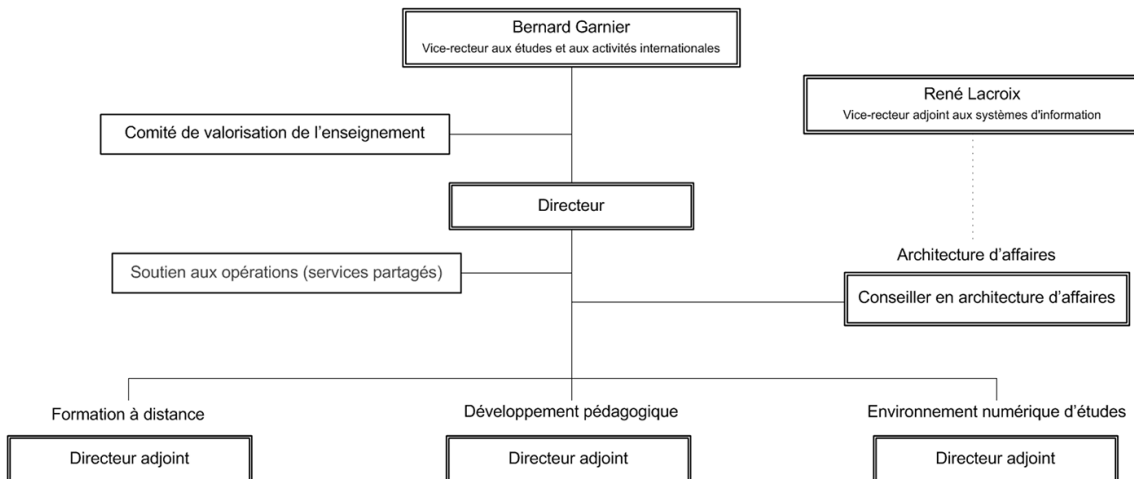 Bernard Garnier
Vice-recteur aux études et aux activités internationales
René Lacroix
Vice-recteur adjoint aux systèmes d'information
Comité de valorisation de l’enseignement
Directeur
Soutien aux opérations (services partagés)
Architecture d’affaires
Conseiller en architecture d’affaires
Formation à distance
Directeur adjoint
Développement pédagogique
Directeur adjoint
Environnement numérique d’études
Directeur adjoint